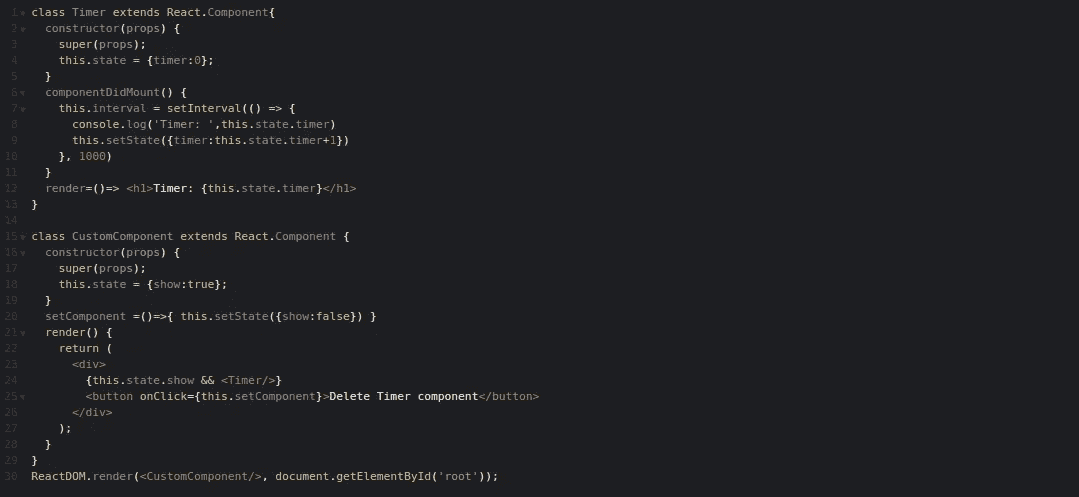 1 class Timer extends React.Component{
2   constructor(props) {
3     super(props);
4     this.state = {timer:0};
5   }
6   componentDidMount() {
7     this.interval = setInterval(() => {
8       console.log('Timer: ',this.state.timer)
9       this.setState({timer:this.state.timer+1})
10     }, 1000)
11   }
12   render=()=> <h1>Timer: {this.state.timer}</h1>
13 }
14
15 class CustomComponent extends React.Component {
16   constructor(props) {
17     super(props);
18     this.state = {show:true};
19   }
20   setComponent =()=>{ this.setState({show:false}) }
21   render() {
22     return (
23       <div>
24         {this.state.show && <Timer/>}
25         <button onClick={this.setComponent}>Delete Timer component</button>
26       </div>
27     );
28   }
29 }
30 ReactDOM.render(<CustomComponent/>, document.getElementById('root'));